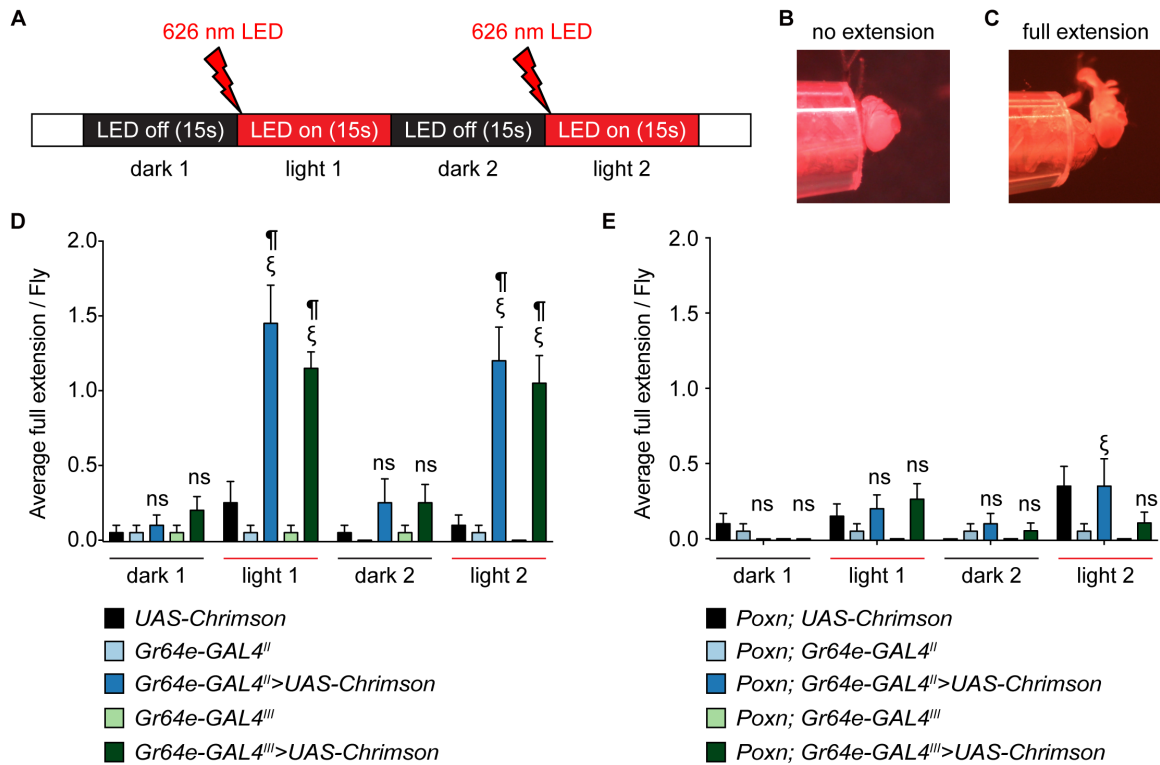 A
626 nm LED
626 nm LED
LED off (15s)
LED on (15s)
LED off (15s)
LED on (15s)
dark 1
light 1
dark 2
light 2
B
no extension
C
full extension
D
Average full extension / Fly
2.0
1.5
1.0
0.5
0.0
ns
ns
¶
ξ
¶
ξ
ns
ns
¶
ξ
¶
ξ
dark 1
light 1
dark 2
light 2
UAS-Chrimson
Gr64e-GAL4ᴵᴵ
Gr64e-GAL4ᴵᴵ>UAS-Chrimson
Gr64e-GAL4ᴵᴵᴵ
Gr64e-GAL4ᴵᴵᴵ>UAS-Chrimson
E
Average full extension / Fly
2.0
1.5
1.0
0.5
0.0
ns
ns
ns
ns
ns
ns
ξ
ns
dark 1
light 1
dark 2
light 2
Poxn; UAS-Chrimson
Poxn; Gr64e-GAL4ᴵᴵ
Poxn; Gr64e-GAL4ᴵᴵ>UAS-Chrimson
Poxn; Gr64e-GAL4ᴵᴵᴵ
Poxn; Gr64e-GAL4ᴵᴵᴵ>UAS-Chrimson